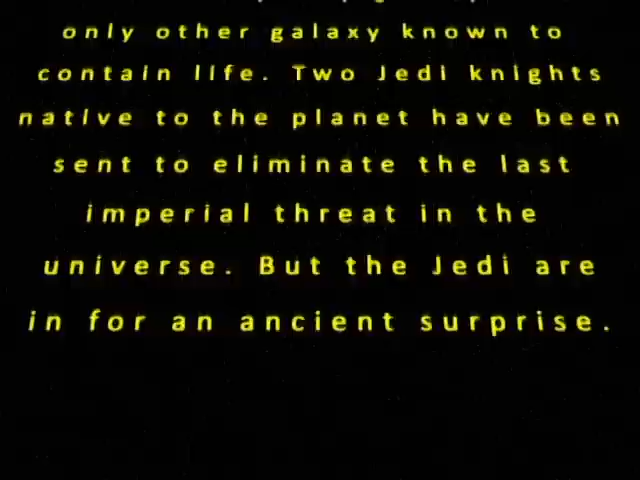 only other galaxy known to
contain life. Two Jedi knights
native to the planet have been
sent to eliminate the last
imperial threat in the
universe. But the Jedi are
in for an ancient surprise.